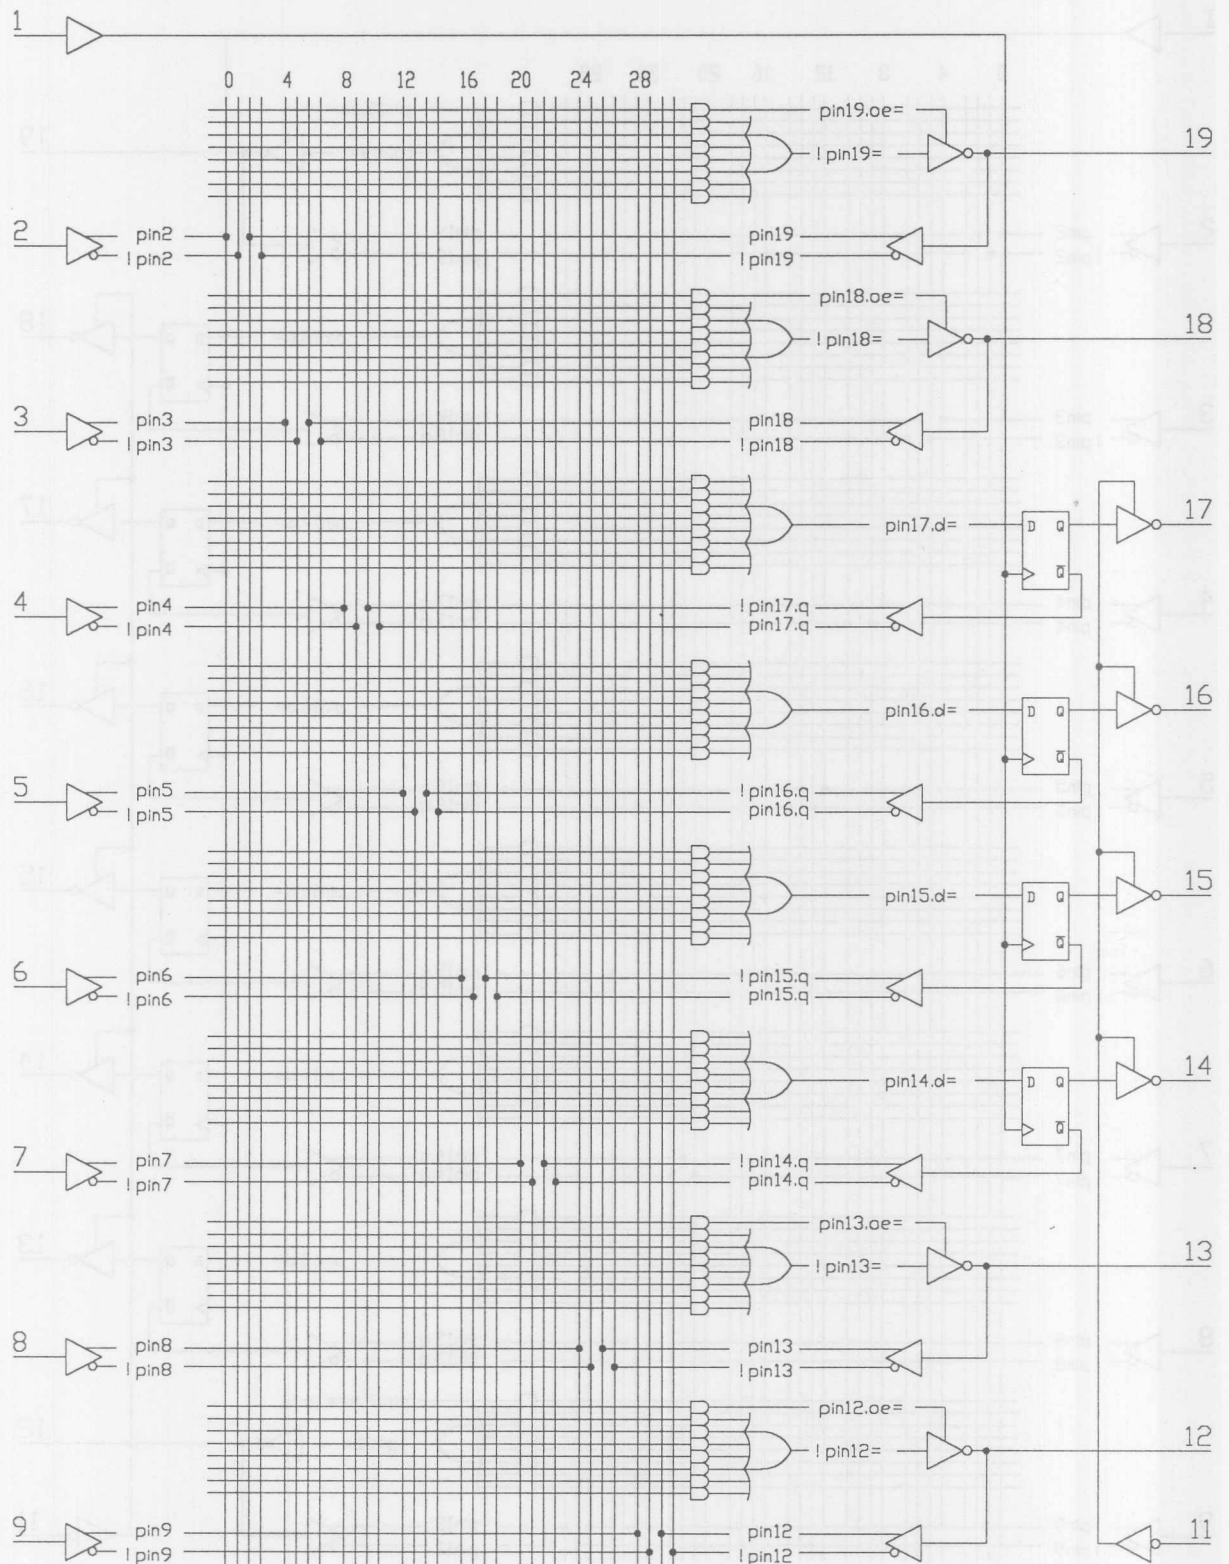 1
0 4 8 12 16 20 24 28
pin19.oe=
!pin19=
19
2
pin2
!pin2
pin19
!pin19
pin18.oe=
!pin18=
18
3
pin3
!pin3
pin18
!pin18
pin17.d=
D Q
Q̅
17
4
pin4
!pin4
!pin17.q
pin17.q
pin16.d=
D Q
Q̅
16
5
pin5
!pin5
!pin16.q
pin16.q
pin15.d=
D Q
Q̅
15
6
pin6
!pin6
!pin15.q
pin15.q
pin14.d=
D Q
Q̅
14
7
pin7
!pin7
!pin14.q
pin14.q
pin13.oe=
!pin13=
13
8
pin8
!pin8
pin13
!pin13
pin12.oe=
!pin12=
12
9
pin9
!pin9
pin12
!pin12
11